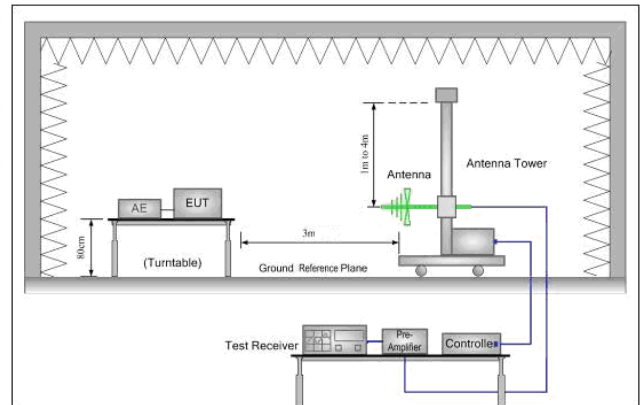 1m to 4m
Antenna
Antenna Tower
AE
EUT
3m
80cm
(Turntable)
Ground Reference Plane
Test Receiver
Pre-
Amplifier
Controller